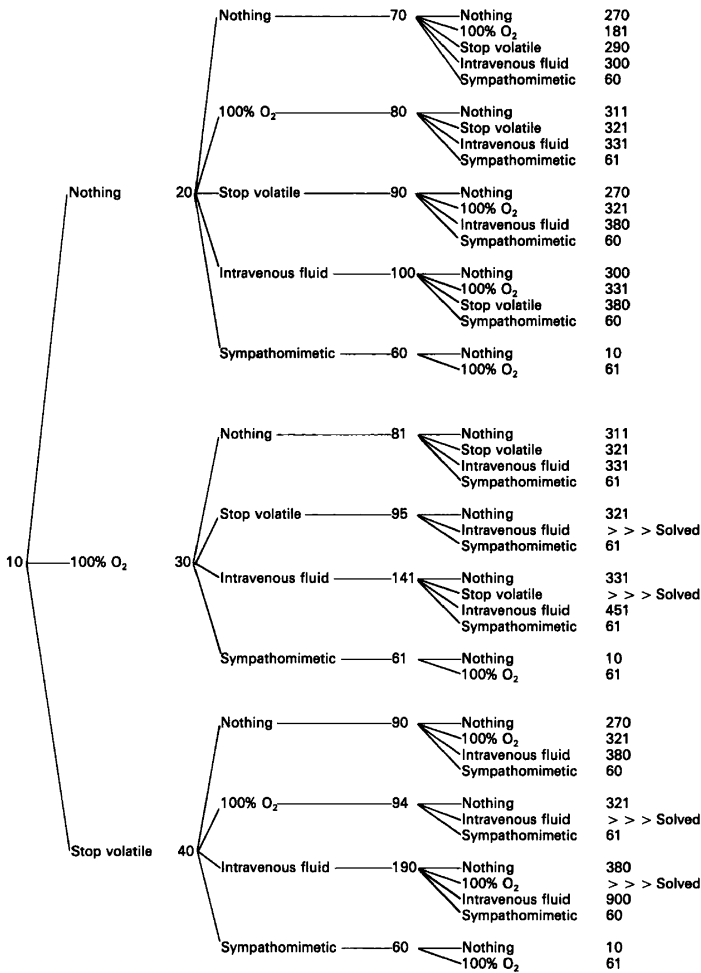 Nothing 70 Nothing 270
100% O2 181
Stop volatile 290
Intravenous fluid 300
Sympathomimetic 60
100% O2 80 Nothing 311
Stop volatile 321
Intravenous fluid 331
Sympathomimetic 61
Nothing 20 Stop volatile 90 Nothing 270
100% O2 321
Intravenous fluid 380
Sympathomimetic 60
Intravenous fluid 100 Nothing 300
100% O2 331
Stop volatile 380
Sympathomimetic 60
Sympathomimetic 60 Nothing 10
100% O2 61
Nothing 81 Nothing 311
Stop volatile 321
Intravenous fluid 331
Sympathomimetic 61
Stop volatile 95 Nothing 321
Intravenous fluid > > > Solved
Sympathomimetic 61
10 100% O2 30
Intravenous fluid 141 Nothing 331
Stop volatile > > > Solved
Intravenous fluid 451
Sympathomimetic 61
Sympathomimetic 61 Nothing 10
100% O2 61
Nothing 90 Nothing 270
100% O2 321
Intravenous fluid 380
Sympathomimetic 60
100% O2 94 Nothing 321
Intravenous fluid > > > Solved
Sympathomimetic 61
Stop volatile 40
Intravenous fluid 190 Nothing 380
100% O2 > > > Solved
Intravenous fluid 900
Sympathomimetic 60
Sympathomimetic 60 Nothing 10
100% O2 61